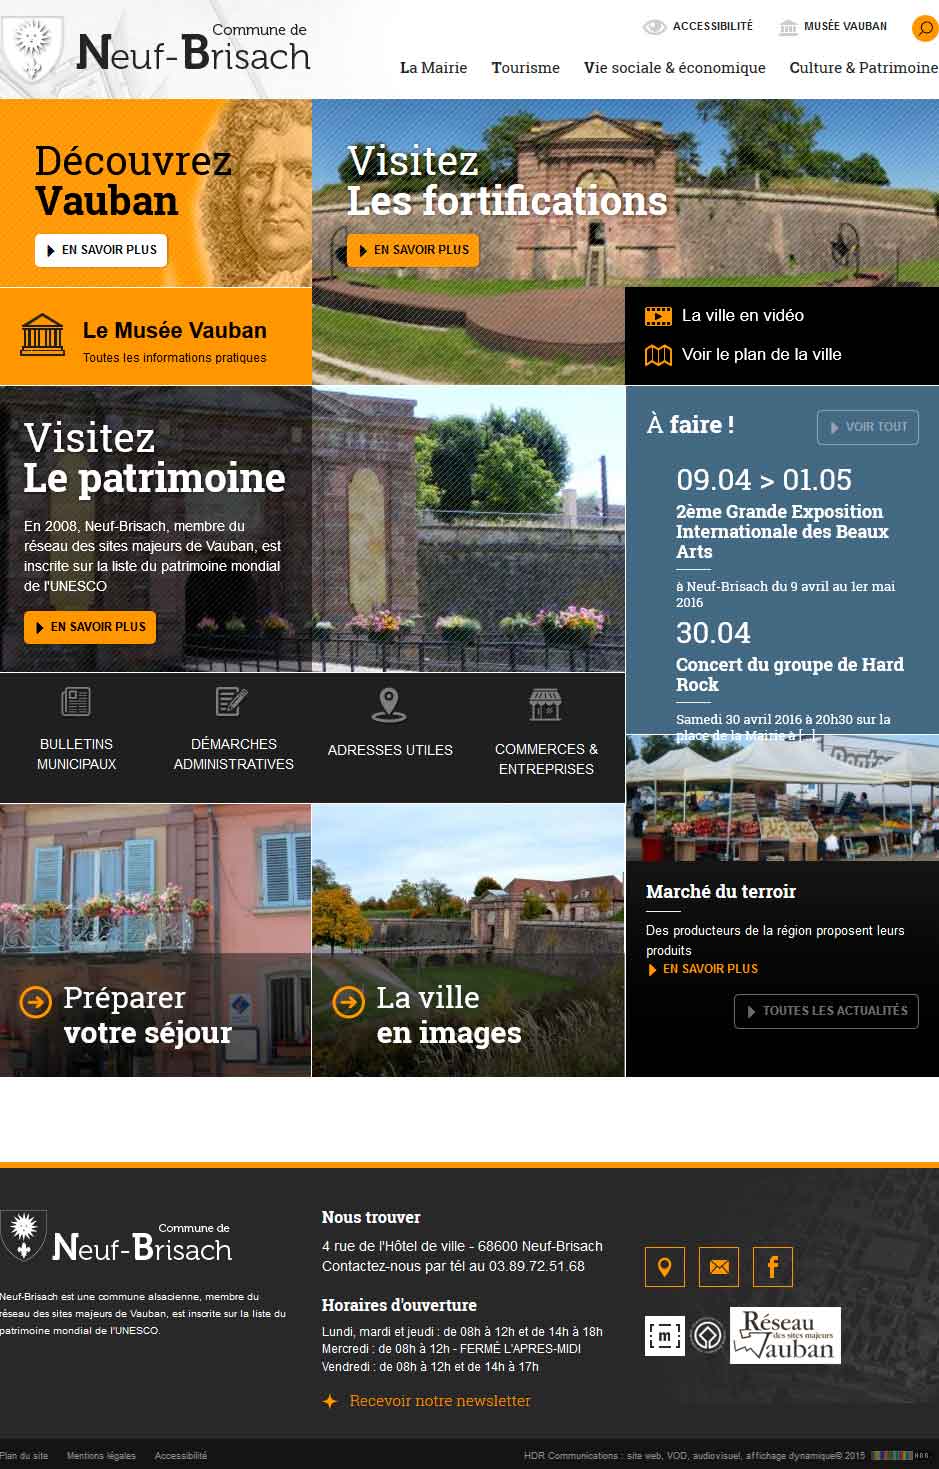 Commune de
Neuf-Brisach
ACCESSIBILITÉ
MUSÉE VAUBAN
La Mairie
Tourisme
Vie sociale & économique
Culture & Patrimoine
Découvrez
Vauban
EN SAVOIR PLUS
Visitez
Les fortifications
EN SAVOIR PLUS
Le Musée Vauban
Toutes les informations pratiques
La ville en vidéo
Voir le plan de la ville
Visitez
Le patrimoine
En 2008, Neuf-Brisach, membre du
réseau des sites majeurs de Vauban, est
inscrite sur la liste du patrimoine mondial
de l'UNESCO
EN SAVOIR PLUS
À faire !
VOIR TOUT
09.04 > 01.05
2ème Grande Exposition
Internationale des Beaux
Arts
à Neuf-Brisach du 9 avril au 1er mai
2016
30.04
Concert du groupe de Hard
Rock
Samedi 30 avril 2016 à 20h30 sur la
place de la Mairie à [...]
BULLETINS
MUNICIPAUX
DÉMARCHES
ADMINISTRATIVES
ADRESSES UTILES
COMMERCES &
ENTREPRISES
Préparer
votre séjour
La ville
en images
Marché du terroir
Des producteurs de la région proposent leurs
produits
EN SAVOIR PLUS
TOUTES LES ACTUALITÉS
Commune de
Neuf-Brisach
Neuf-Brisach est une commune alsacienne, membre du
réseau des sites majeurs de Vauban, est inscrite sur la liste du
patrimoine mondial de l'UNESCO.
Nous trouver
4 rue de l'Hôtel de ville - 68600 Neuf-Brisach
Contactez-nous par tél au 03.89.72.51.68
Horaires d'ouverture
Lundi, mardi et jeudi : de 08h à 12h et de 14h à 18h
Mercredi : de 08h à 12h - FERMÉ L'APRES-MIDI
Vendredi : de 08h à 12h et de 14h à 17h
Recevoir notre newsletter
m
Réseau
des sites majeurs
Vauban
Plan du site
Mentions légales
Accessibilité
HDR Communications : site web, VOD, audiovisuel, affichage dynamique© 2015
HDR